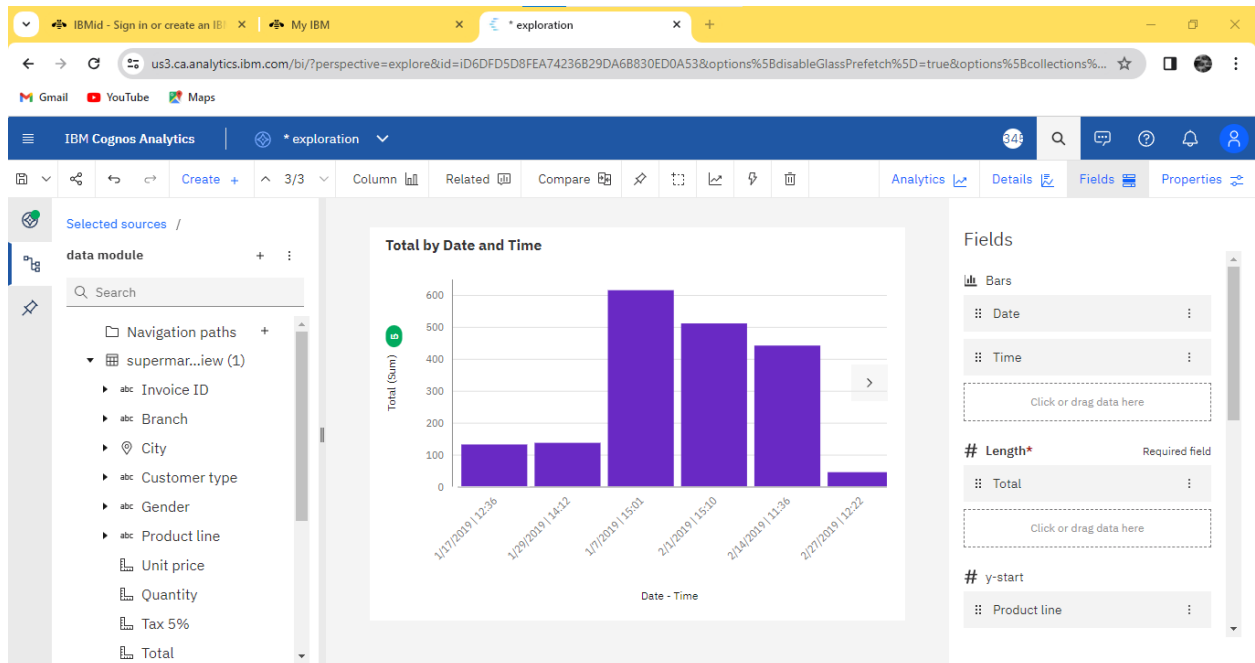 IBMid - Sign in or create an IB
My IBM
* exploration
us3.ca.analytics.ibm.com/bi/?perspective=explore&id=iD6DFD5D8FEA74236B29DA6B830ED0A53&options%5BdisableGlassPrefetch%5D=true&options%5Bcollections%...
Gmail
YouTube
Maps
IBM Cognos Analytics
* exploration
Create +
3/3
Column
Related
Compare
Analytics
Details
Fields
Properties
Selected sources /
data module
Search
Navigation paths
supermar...iew (1)
abc Invoice ID
abc Branch
City
abc Customer type
abc Gender
abc Product line
Unit price
Quantity
Tax 5%
Total
Total by Date and Time
Total (Sum)
600
500
400
300
200
100
0
1/17/2019 | 12:36
1/29/2019 | 14:12
1/7/2019 | 15:01
2/1/2019 | 15:10
2/14/2019 | 11:36
2/27/2019 | 12:22
Date - Time
Fields
Bars
Date
Time
Click or drag data here
# Length* Required field
Total
Click or drag data here
# y-start
Product line